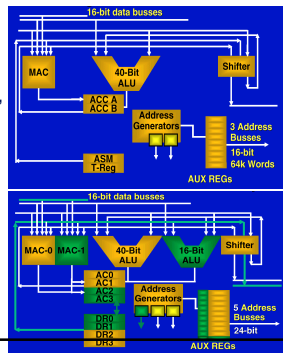 16-bit data busses
MAC
40-Bit
ALU
Shifter
ACC A
ACC B
Address
Generators
3 Address
Busses
16-bit
64k Words
ASM
T-Reg
AUX REGs
16-bit data busses
MAC-0
MAC-1
40-Bit
ALU
16-Bit
ALU
Shifter
AC0
AC1
AC2
AC3
Address
Generators
DR0
DR1
DR2
DR3
5 Address
Busses
24-bit
AUX REGs